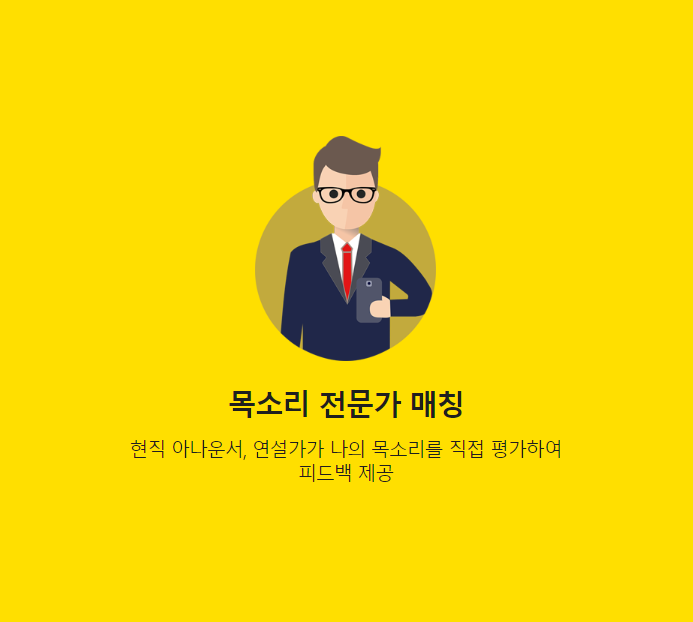 목소리 전문가 매칭
현직 아나운서, 연설가가 나의 목소리를 직접 평가하여
피드백 제공